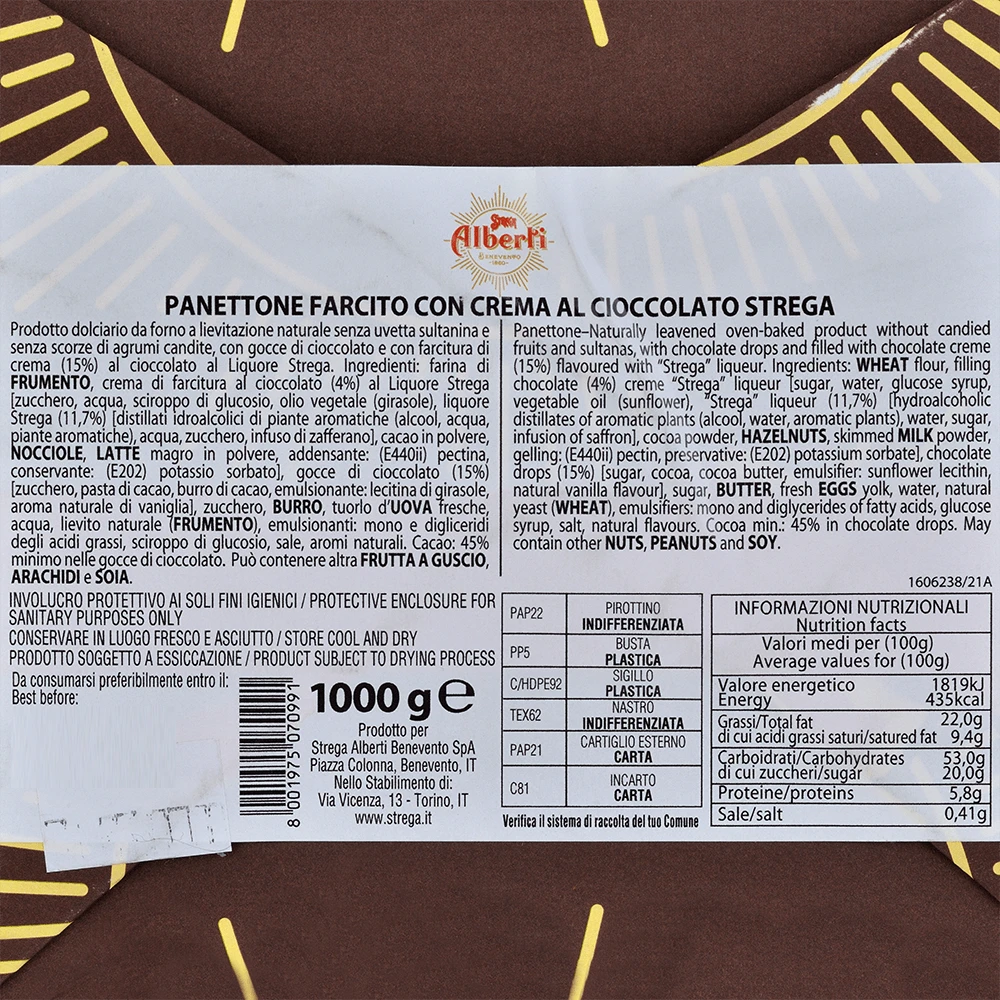 Strega
Alberti
BENEVENTO
-1860-
PANETTONE FARCITO CON CREMA AL CIOCCOLATO STREGA
Prodotto dolciario da forno a lievitazione naturale senza uvetta sultanina e
senza scorze di agrumi candite, con gocce di cioccolato e con farcitura di
crema (15%) al cioccolato al Liquore Strega. Ingredienti: farina di
FRUMENTO, crema di farcitura al cioccolato (4%) al Liquore Strega
[zucchero, acqua, sciroppo di glucosio, olio vegetale (girasole), liquore
Strega (11,7%) [distillati idroalcolici di piante aromatiche (alcool, acqua,
piante aromatiche), acqua, zucchero, infuso di zafferano], cacao in polvere,
NOCCIOLE, LATTE magro in polvere, addensante: (E440ii) pectina,
conservante: (E202) potassio sorbato], gocce di cioccolato (15%)
[zucchero, pasta di cacao, burro di cacao, emulsionante: lecitina di girasole,
aroma naturale di vaniglia], zucchero, BURRO, tuorlo d'UOVA fresche,
acqua, lievito naturale (FRUMENTO), emulsionanti: mono e digliceridi
degli acidi grassi, sciroppo di glucosio, sale, aromi naturali. Cacao: 45%
minimo nelle gocce di cioccolato. Può contenere altra FRUTTA A GUSCIO,
ARACHIDI e SOIA.
Panettone–Naturally leavened oven-baked product without candied
fruits and sultanas, with chocolate drops and filled with chocolate creme
(15%) flavoured with "Strega" liqueur. Ingredients: WHEAT flour, filling
chocolate (4%) creme "Strega" liqueur [sugar, water, glucose syrup,
vegetable oil (sunflower), "Strega" liqueur (11,7%) [hydroalcoholic
distillates of aromatic plants (alcool, water, aromatic plants), water, sugar,
infusion of saffron], cocoa powder, HAZELNUTS, skimmed MILK powder,
gelling: (E440ii) pectin, preservative: (E202) potassium sorbate], chocolate
drops (15%) [sugar, cocoa, cocoa butter, emulsifier: sunflower lecithin,
natural vanilla flavour], sugar, BUTTER, fresh EGGS yolk, water, natural
yeast (WHEAT), emulsifiers: mono and diglycerides of fatty acids, glucose
syrup, salt, natural flavours. Cocoa min.: 45% in chocolate drops. May
contain other NUTS, PEANUTS and SOY.
1606238/21A
INVOLUCRO PROTETTIVO AI SOLI FINI IGIENICI / PROTECTIVE ENCLOSURE FOR
SANITARY PURPOSES ONLY
CONSERVARE IN LUOGO FRESCO E ASCIUTTO / STORE COOL AND DRY
PRODOTTO SOGGETTO A ESSICCAZIONE / PRODUCT SUBJECT TO DRYING PROCESS
Da consumarsi preferibilmente entro il:
Best before:
8 001975 070991
1000 g e
Prodotto per
Strega Alberti Benevento SpA
Piazza Colonna, Benevento, IT
Nello Stabilimento di:
Via Vicenza, 13 - Torino, IT
www.strega.it
PAP22 PIROTTINO
INDIFFERENZIATA
PP5 BUSTA
PLASTICA
C/HDPE92 SIGILLO
PLASTICA
TEX62 NASTRO
INDIFFERENZIATA
PAP21 CARTIGLIO ESTERNO
CARTA
C81 INCARTO
CARTA
Verifica il sistema di raccolta del tuo Comune
INFORMAZIONI NUTRIZIONALI
Nutrition facts
Valori medi per (100g)
Average values for (100g)
Valore energetico 1819kJ
Energy 435kcal
Grassi/Total fat 22,0g
di cui acidi grassi saturi/satured fat 9,4g
Carboidrati/Carbohydrates 53,0g
di cui zuccheri/sugar 20,0g
Proteine/proteins 5,8g
Sale/salt 0,41g